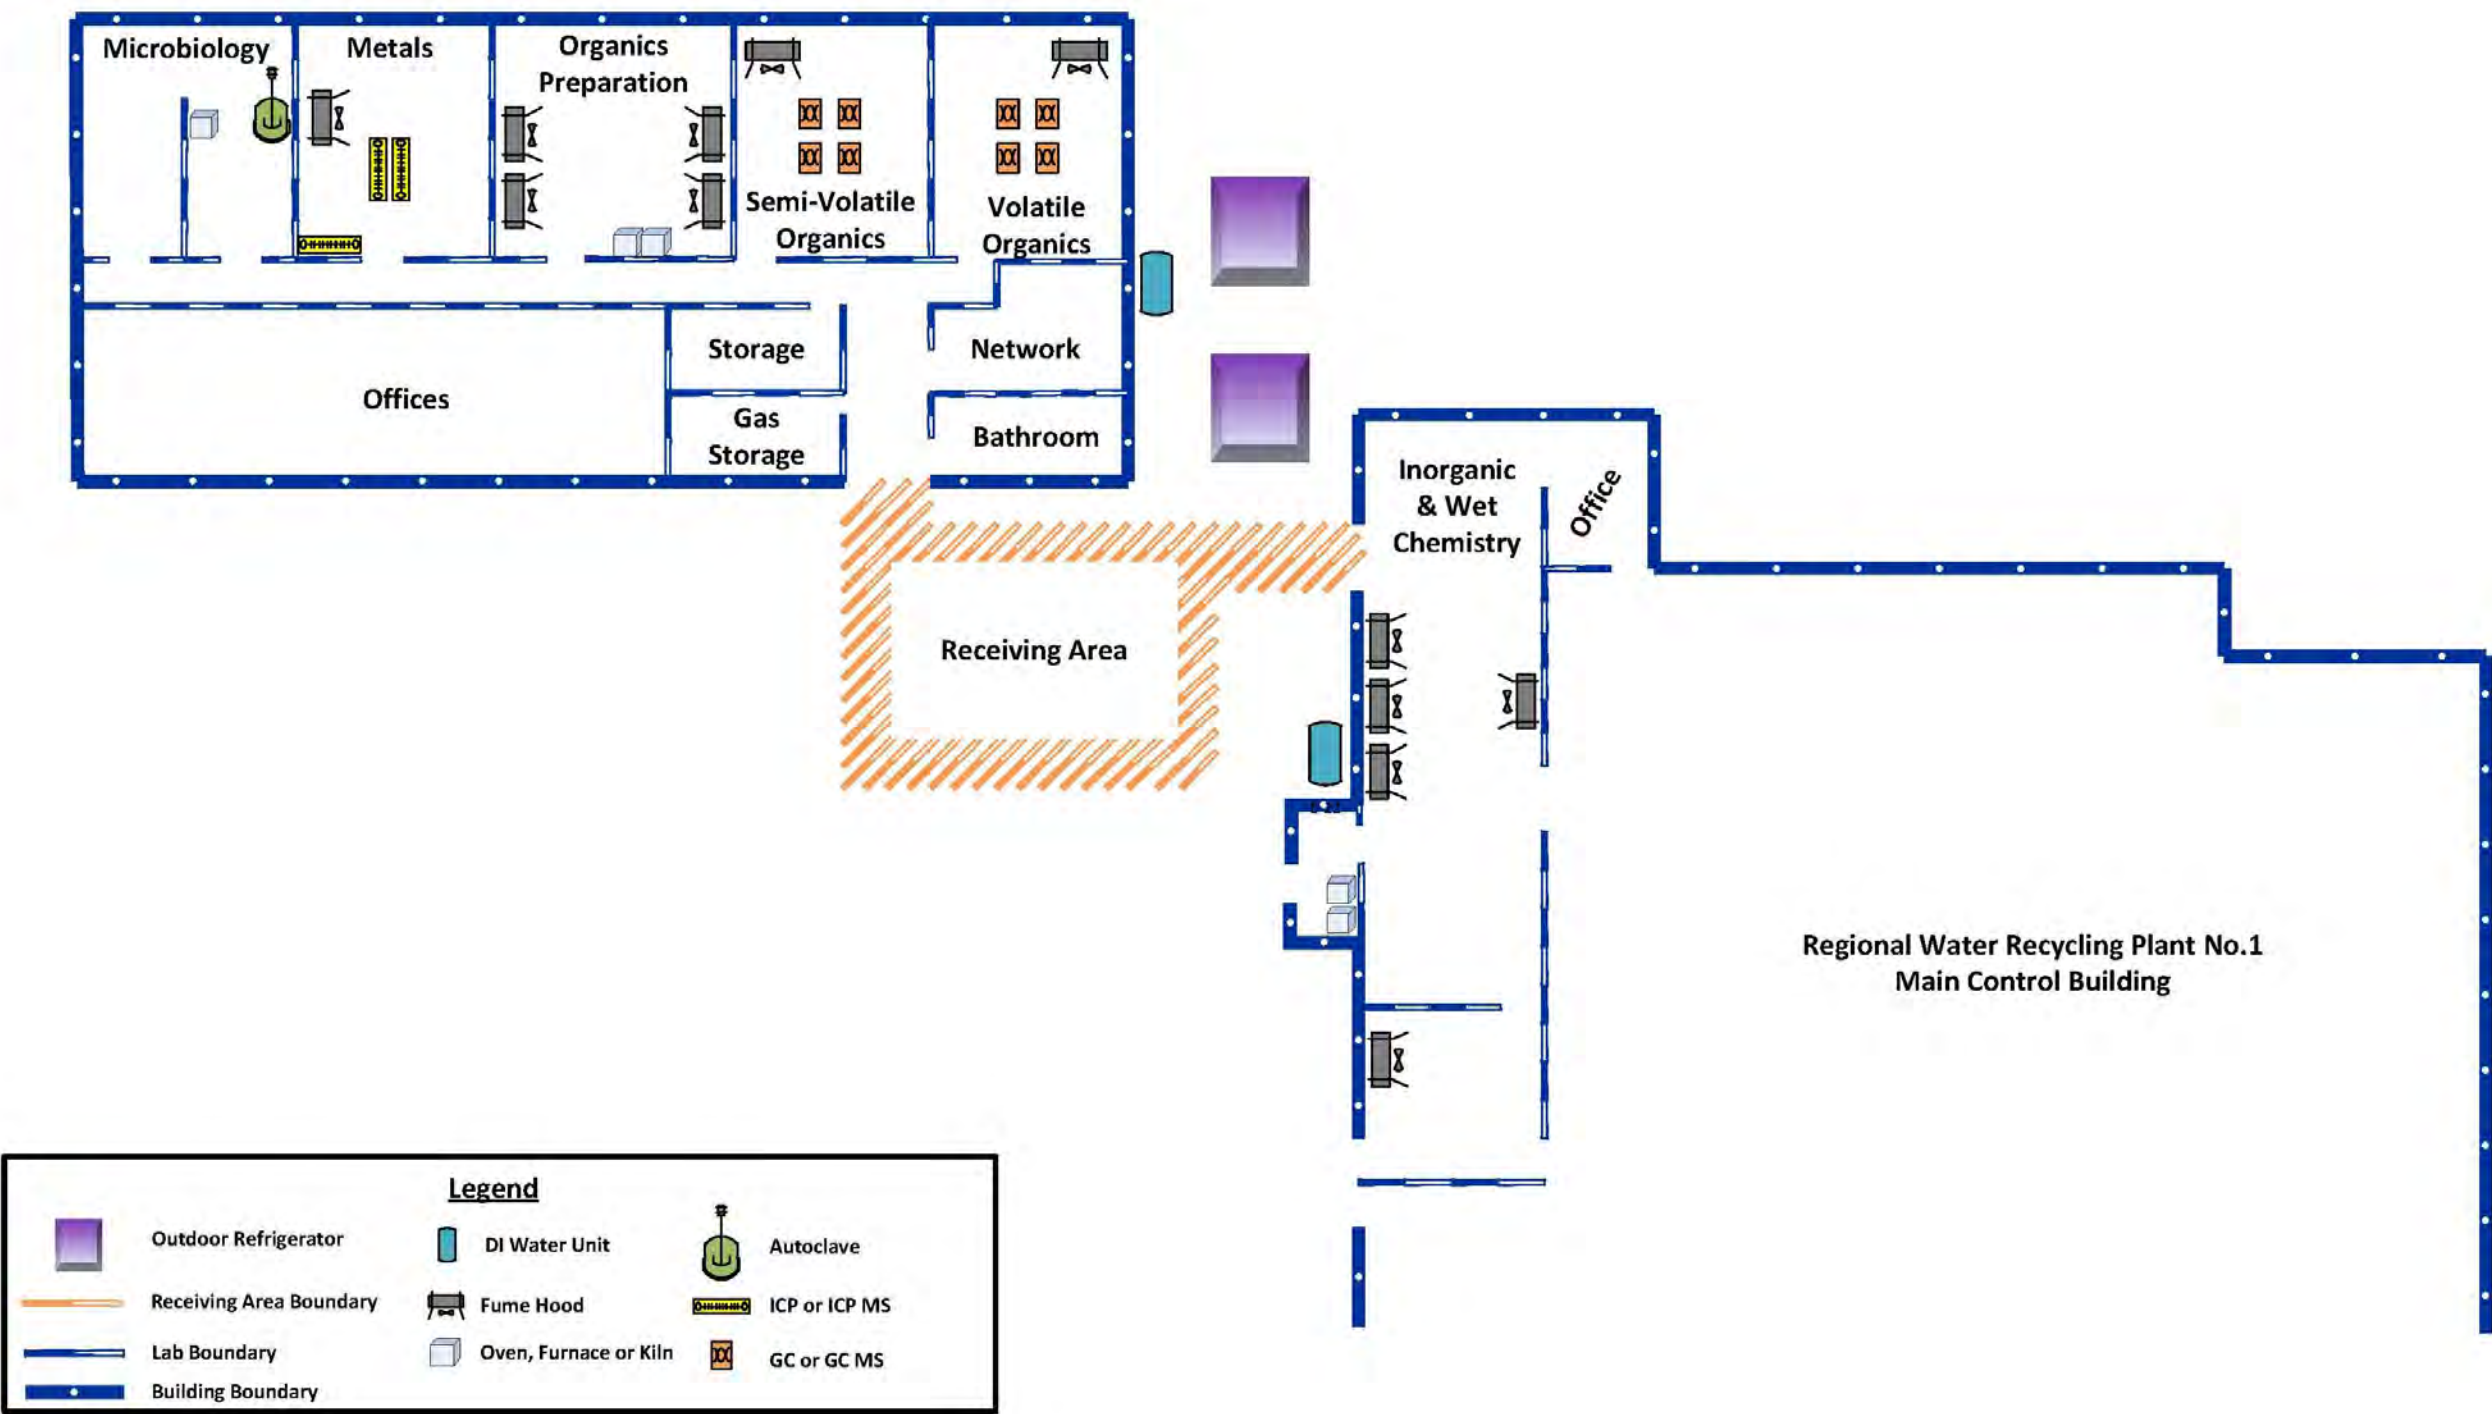 Microbiology
Metals
Organics
Preparation
Semi-Volatile
Organics
Volatile
Organics
Storage
Network
Offices
Gas
Storage
Bathroom
Inorganic
& Wet
Chemistry
Office
Receiving Area
Regional Water Recycling Plant No.1
Main Control Building
Legend
Outdoor Refrigerator
DI Water Unit
Autoclave
Receiving Area Boundary
Fume Hood
ICP or ICP MS
Lab Boundary
Oven, Furnace or Kiln
GC or GC MS
Building Boundary